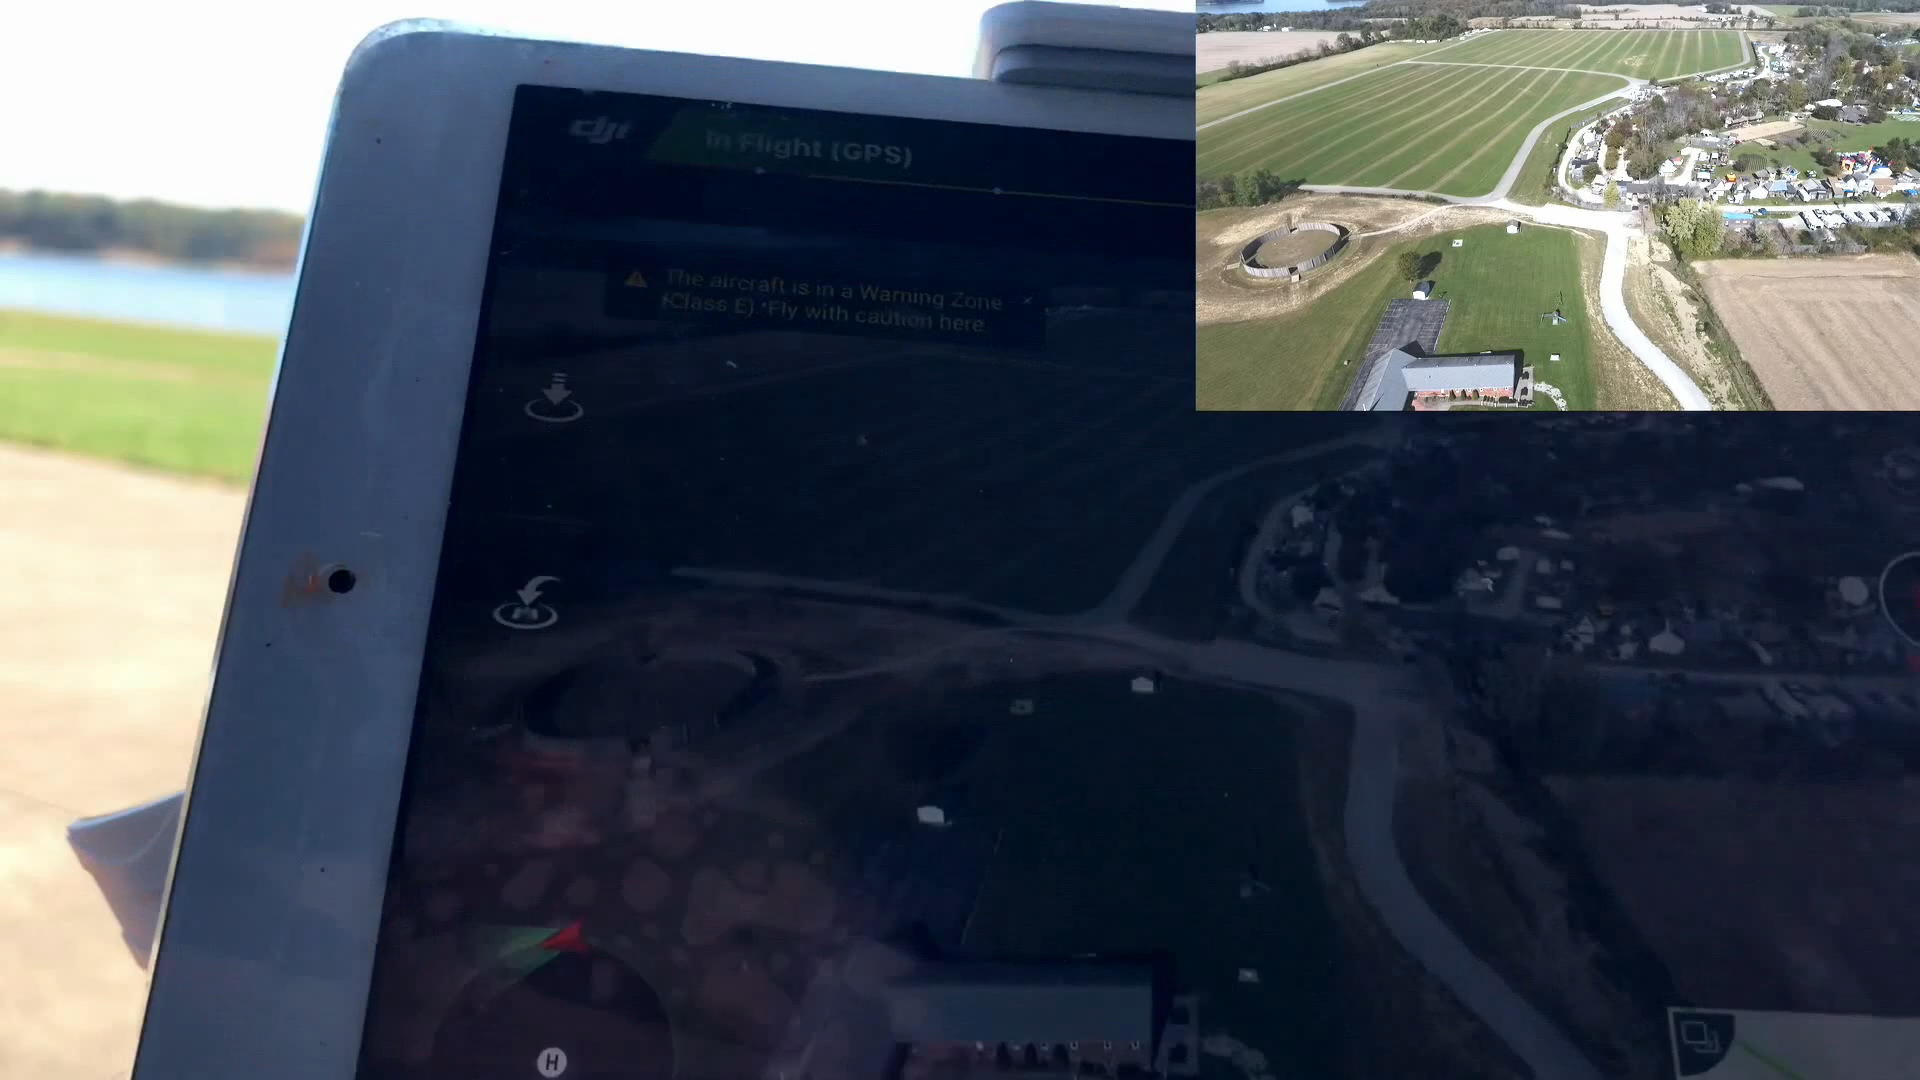 dji
In Flight (GPS)
The aircraft is in a Warning Zone
(Class E) *Fly with caution here
H